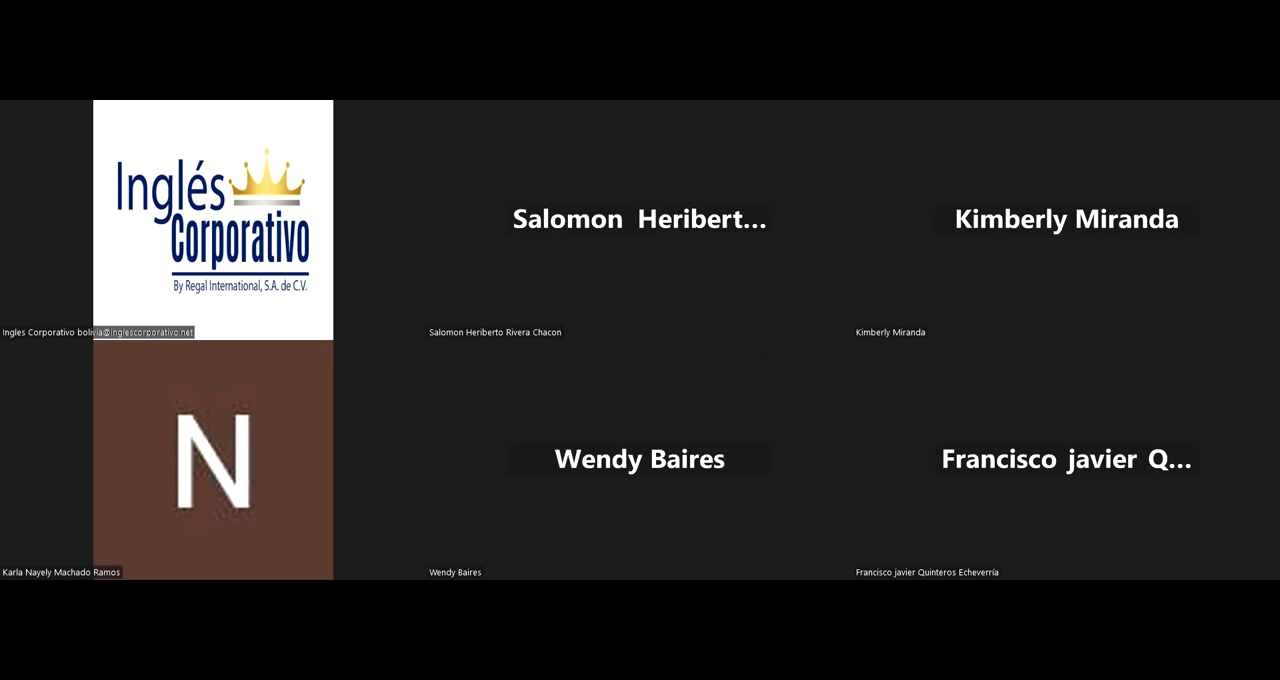 Inglés
Corporativo
By Regal International, S.A. de C.V.
Ingles Corporativo bolivia@inglescorporativo.net
Salomon Heribert...
Salomon Heriberto Rivera Chacon
Kimberly Miranda
Kimberly Miranda
N
Karla Nayely Machado Ramos
Wendy Baires
Wendy Baires
Francisco javier Q...
Francisco javier Quinteros Echeverría